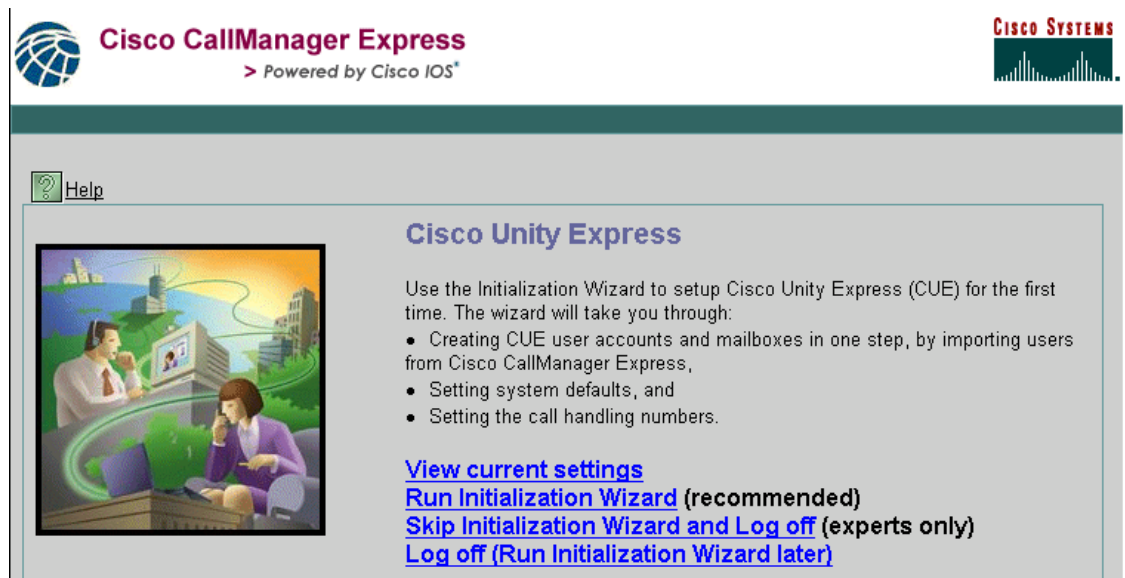 Cisco CallManager Express
> Powered by Cisco IOS®
CISCO SYSTEMS
? Help
Cisco Unity Express
Use the Initialization Wizard to setup Cisco Unity Express (CUE) for the first
time. The wizard will take you through:
● Creating CUE user accounts and mailboxes in one step, by importing users
from Cisco CallManager Express,
● Setting system defaults, and
● Setting the call handling numbers.
View current settings
Run Initialization Wizard (recommended)
Skip Initialization Wizard and Log off (experts only)
Log off (Run Initialization Wizard later)